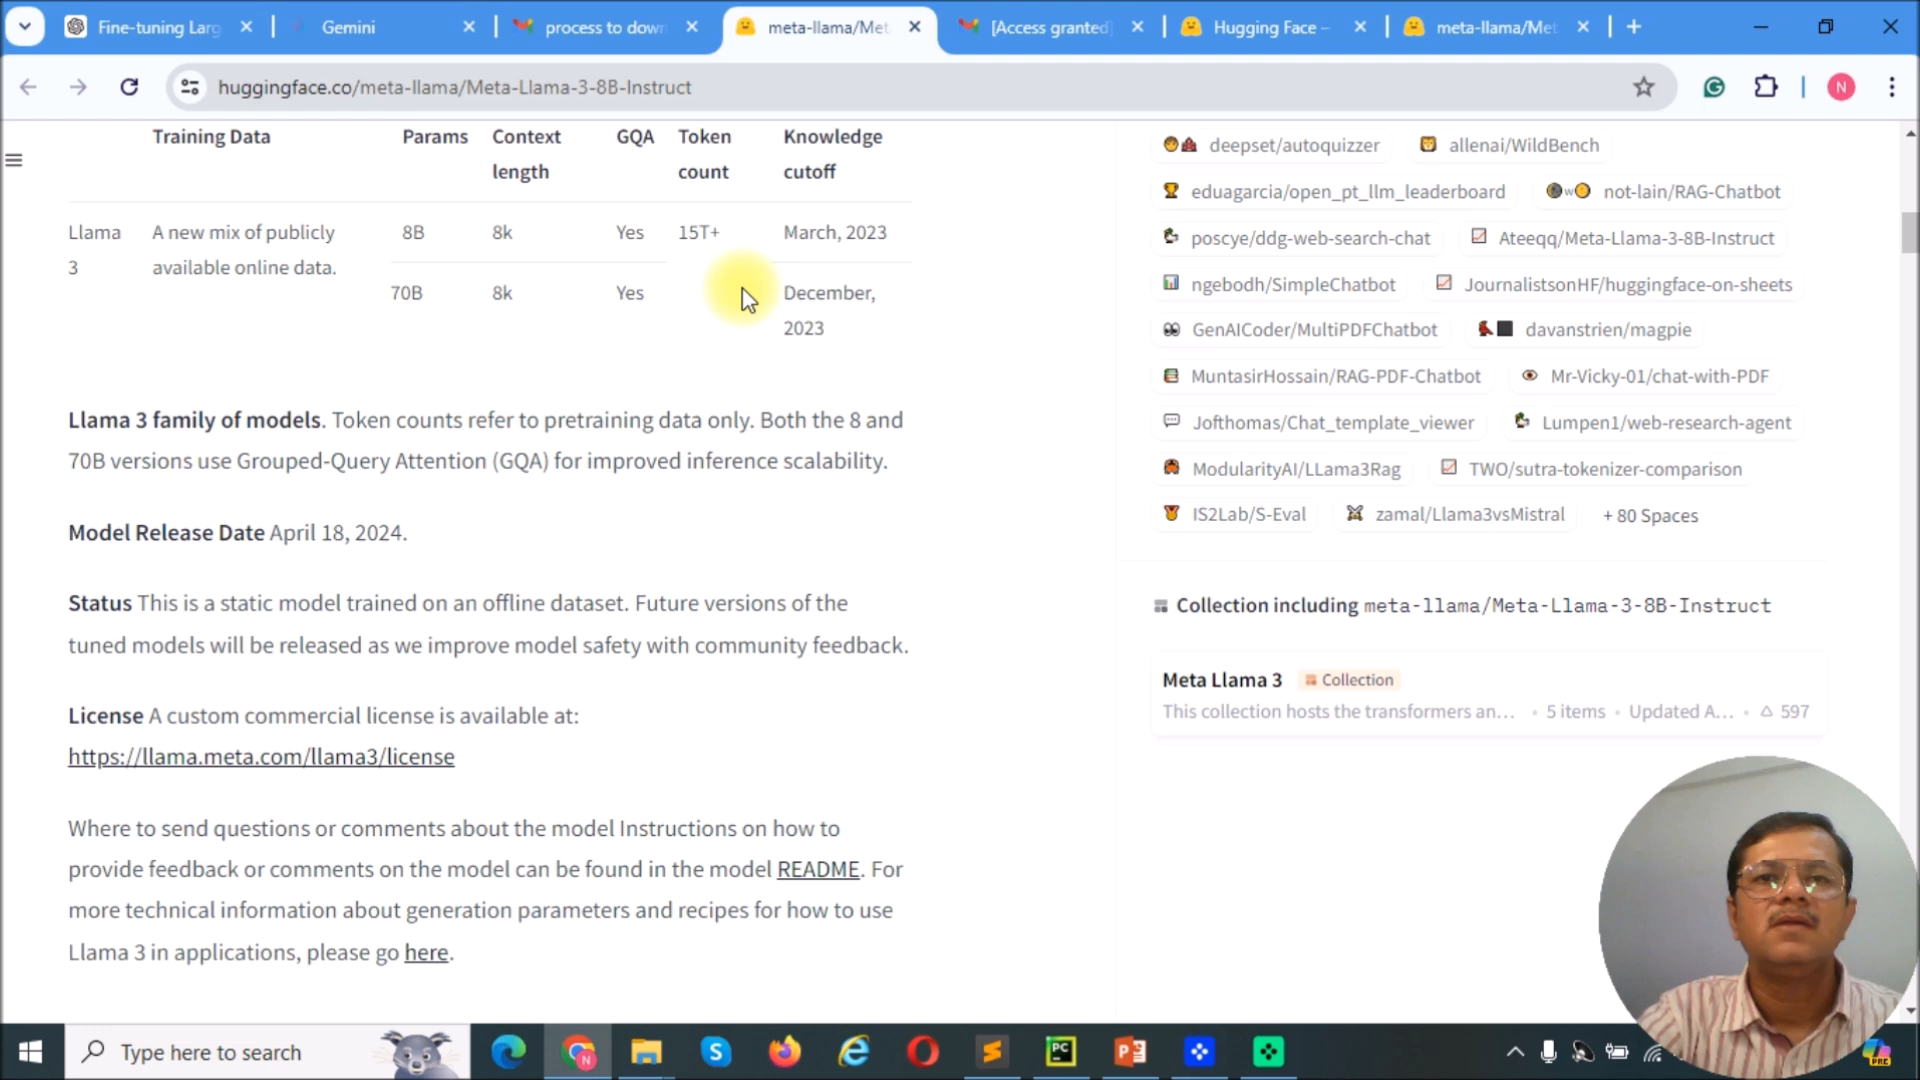 Fine-tuning Larg
Gemini
process to down
meta-llama/Met
[Access granted]
Hugging Face –
meta-llama/Met
huggingface.co/meta-llama/Meta-Llama-3-8B-Instruct
N
Training Data
Params
Context length
GQA
Token count
Knowledge cutoff
Llama 3
A new mix of publicly available online data.
8B
8k
Yes
15T+
March, 2023
70B
8k
Yes
December, 2023
Llama 3 family of models. Token counts refer to pretraining data only. Both the 8 and
70B versions use Grouped-Query Attention (GQA) for improved inference scalability.
Model Release Date April 18, 2024.
Status This is a static model trained on an offline dataset. Future versions of the
tuned models will be released as we improve model safety with community feedback.
License A custom commercial license is available at:
https://llama.meta.com/llama3/license
Where to send questions or comments about the model Instructions on how to
provide feedback or comments on the model can be found in the model README. For
more technical information about generation parameters and recipes for how to use
Llama 3 in applications, please go here.
deepset/autoquizzer
allenai/WildBench
eduagarcia/open_pt_llm_leaderboard
not-lain/RAG-Chatbot
poscye/ddg-web-search-chat
Ateeqq/Meta-Llama-3-8B-Instruct
ngebodh/SimpleChatbot
JournalistsonHF/huggingface-on-sheets
GenAICoder/MultiPDFChatbot
davanstrien/magpie
MuntasirHossain/RAG-PDF-Chatbot
Mr-Vicky-01/chat-with-PDF
Jofthomas/Chat_template_viewer
Lumpen1/web-research-agent
ModularityAI/LLama3Rag
TWO/sutra-tokenizer-comparison
IS2Lab/S-Eval
zamal/Llama3vsMistral
+ 80 Spaces
Collection including meta-llama/Meta-Llama-3-8B-Instruct
Meta Llama 3 Collection
This collection hosts the transformers an... • 5 items • Updated A... • 597
Type here to search
PC
PRE